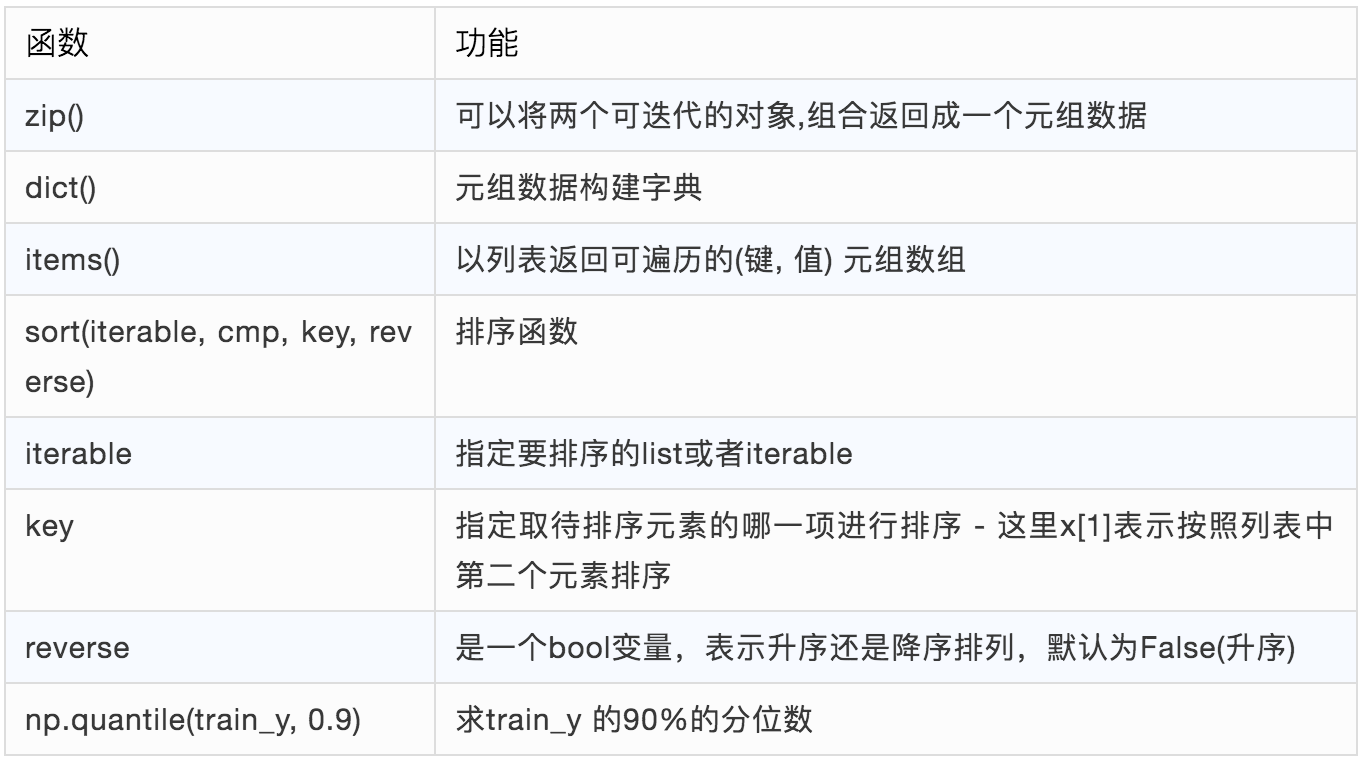 函数
功能
zip()
可以将两个可迭代的对象,组合返回成一个元组数据
dict()
元组数据构建字典
items()
以列表返回可遍历的(键, 值) 元组数组
sort(iterable, cmp, key, rev
erse)
排序函数
iterable
指定要排序的list或者iterable
key
指定取待排序元素的哪一项进行排序 - 这里x[1]表示按照列表中
第二个元素排序
reverse
是一个bool变量，表示升序还是降序排列，默认为False(升序)
np.quantile(train_y, 0.9)
求train_y 的90%的分位数